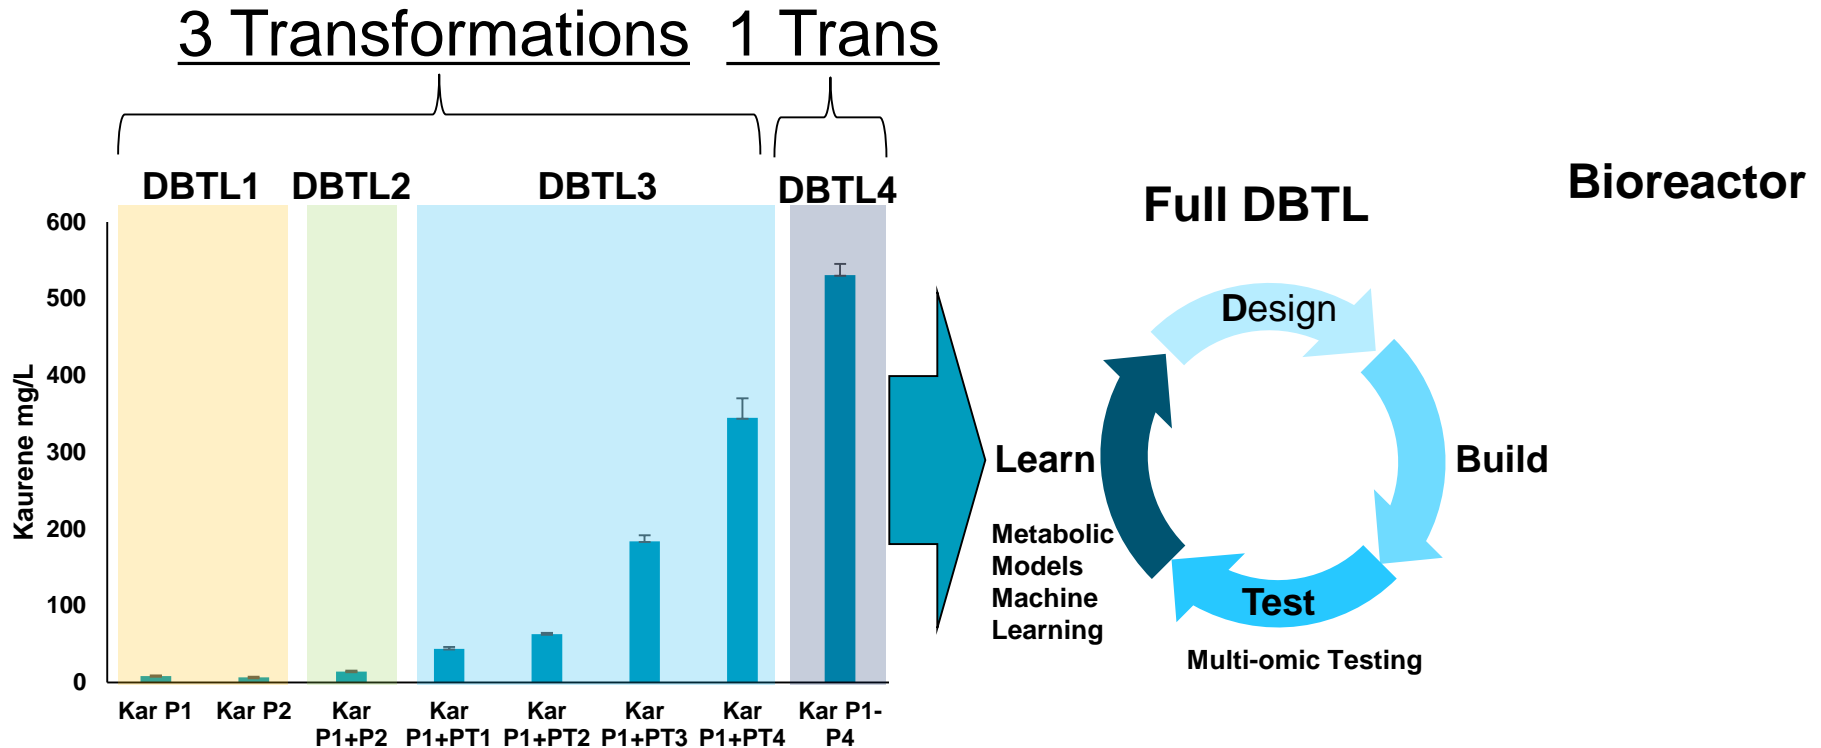 3 Transformations
1 Trans
DBTL1
DBTL2
DBTL3
DBTL4
Full DBTL
Bioreactor
Kaurene mg/L
600
500
400
300
200
100
0
Kar P1
Kar P2
Kar
P1+P2
Kar
P1+PT1
Kar
P1+PT2
Kar
P1+PT3
Kar
P1+PT4
Kar P1-
P4
Design
Build
Test
Multi-omic Testing
Learn
Metabolic
Models
Machine
Learning